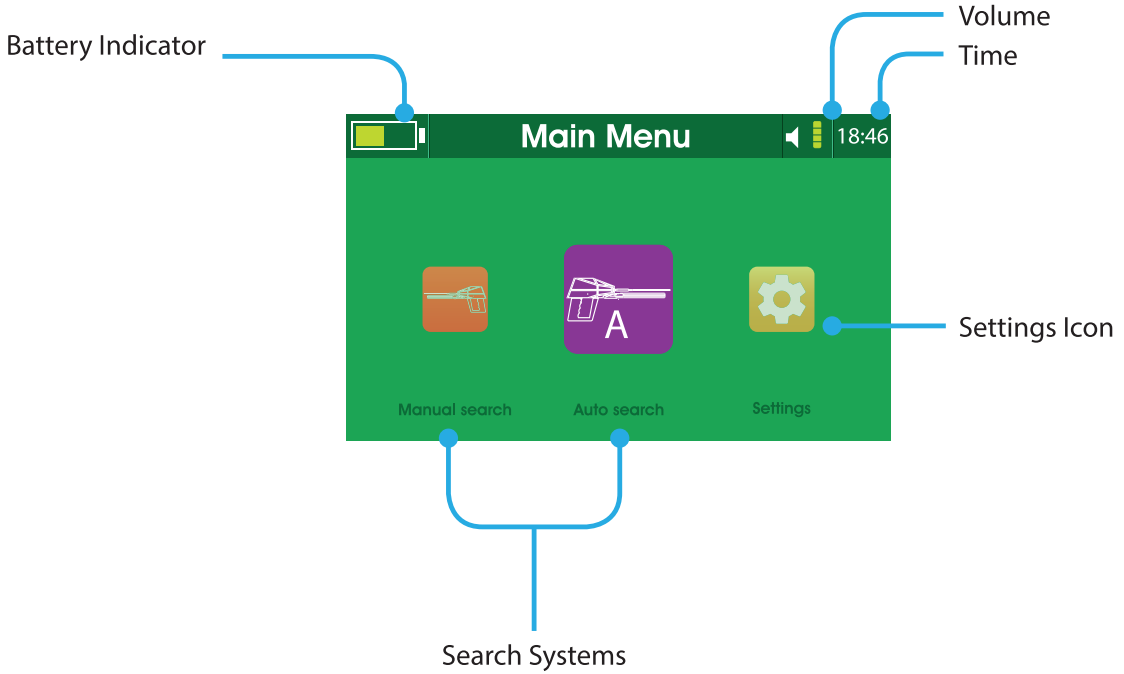 Volume
Battery Indicator
Time
Main Menu
18:46
A
Settings Icon
Manual search
Auto search
Settings
Search Systems